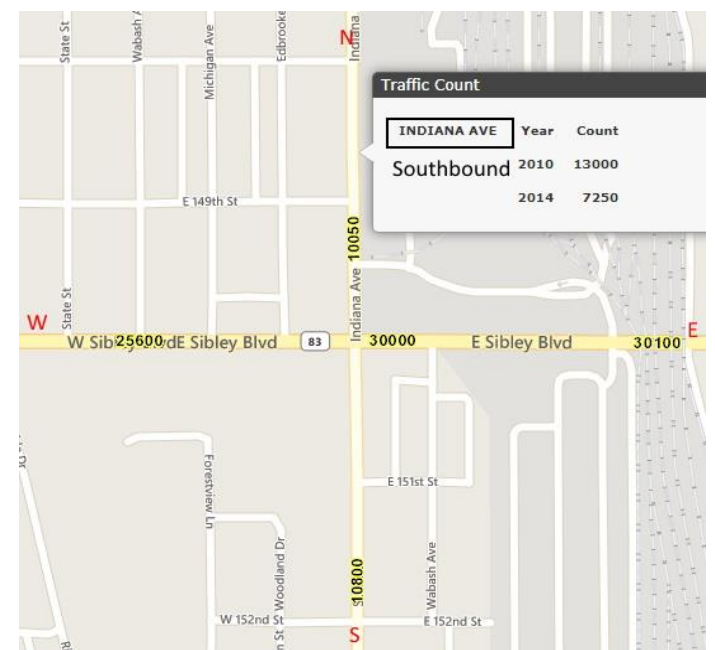 State St
Wabash A
Michigan Ave
Edbrooke
N
Indiana
Traffic Count
INDIANA AVE Year Count
Southbound 2010 13000
2014 7250
E 149th St
10050
State St
Indiana Ave
W
E
W Sibley
25600
E Sibley Blvd
83
30000
E Sibley Blvd
30100
Forestview Ln
E 151st St
Woodland Dr
10800
Wabash Ave
W 152nd St
E 152nd St
S